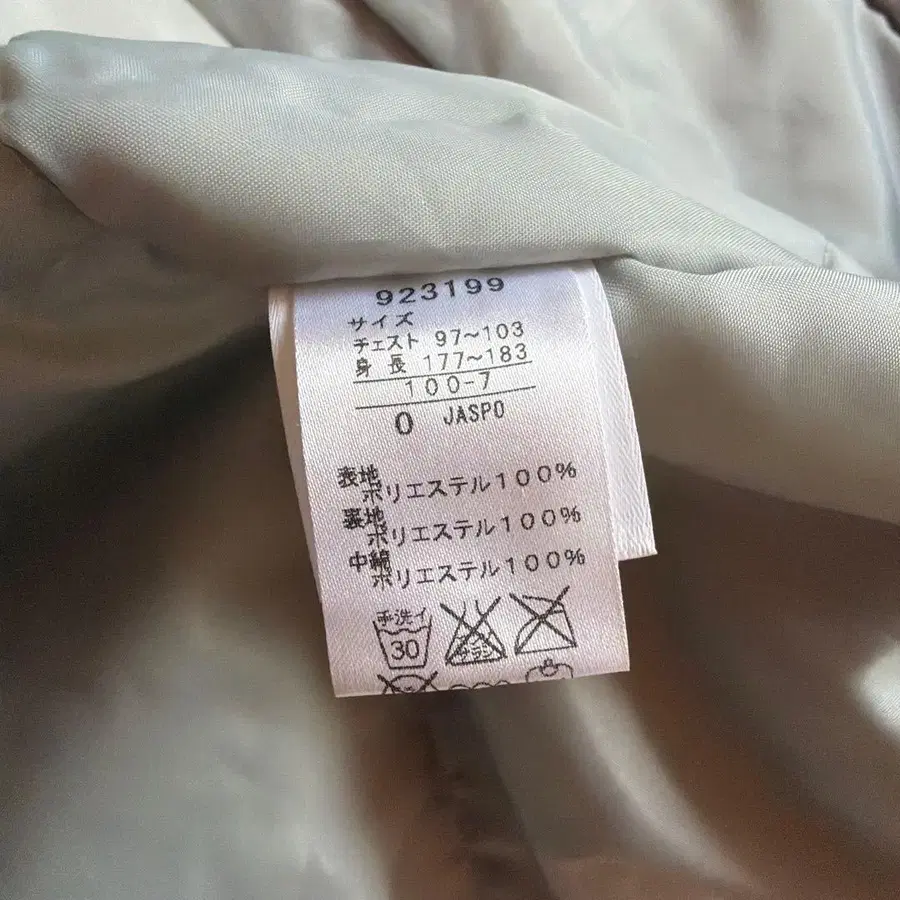 923199
サイズ
チェスト 97~103
身長 177~183
100-7
O JASPO
表地
ポリエステル100%
裏地
ポリエステル100%
中綿
ポリエステル100%
手洗イ
30